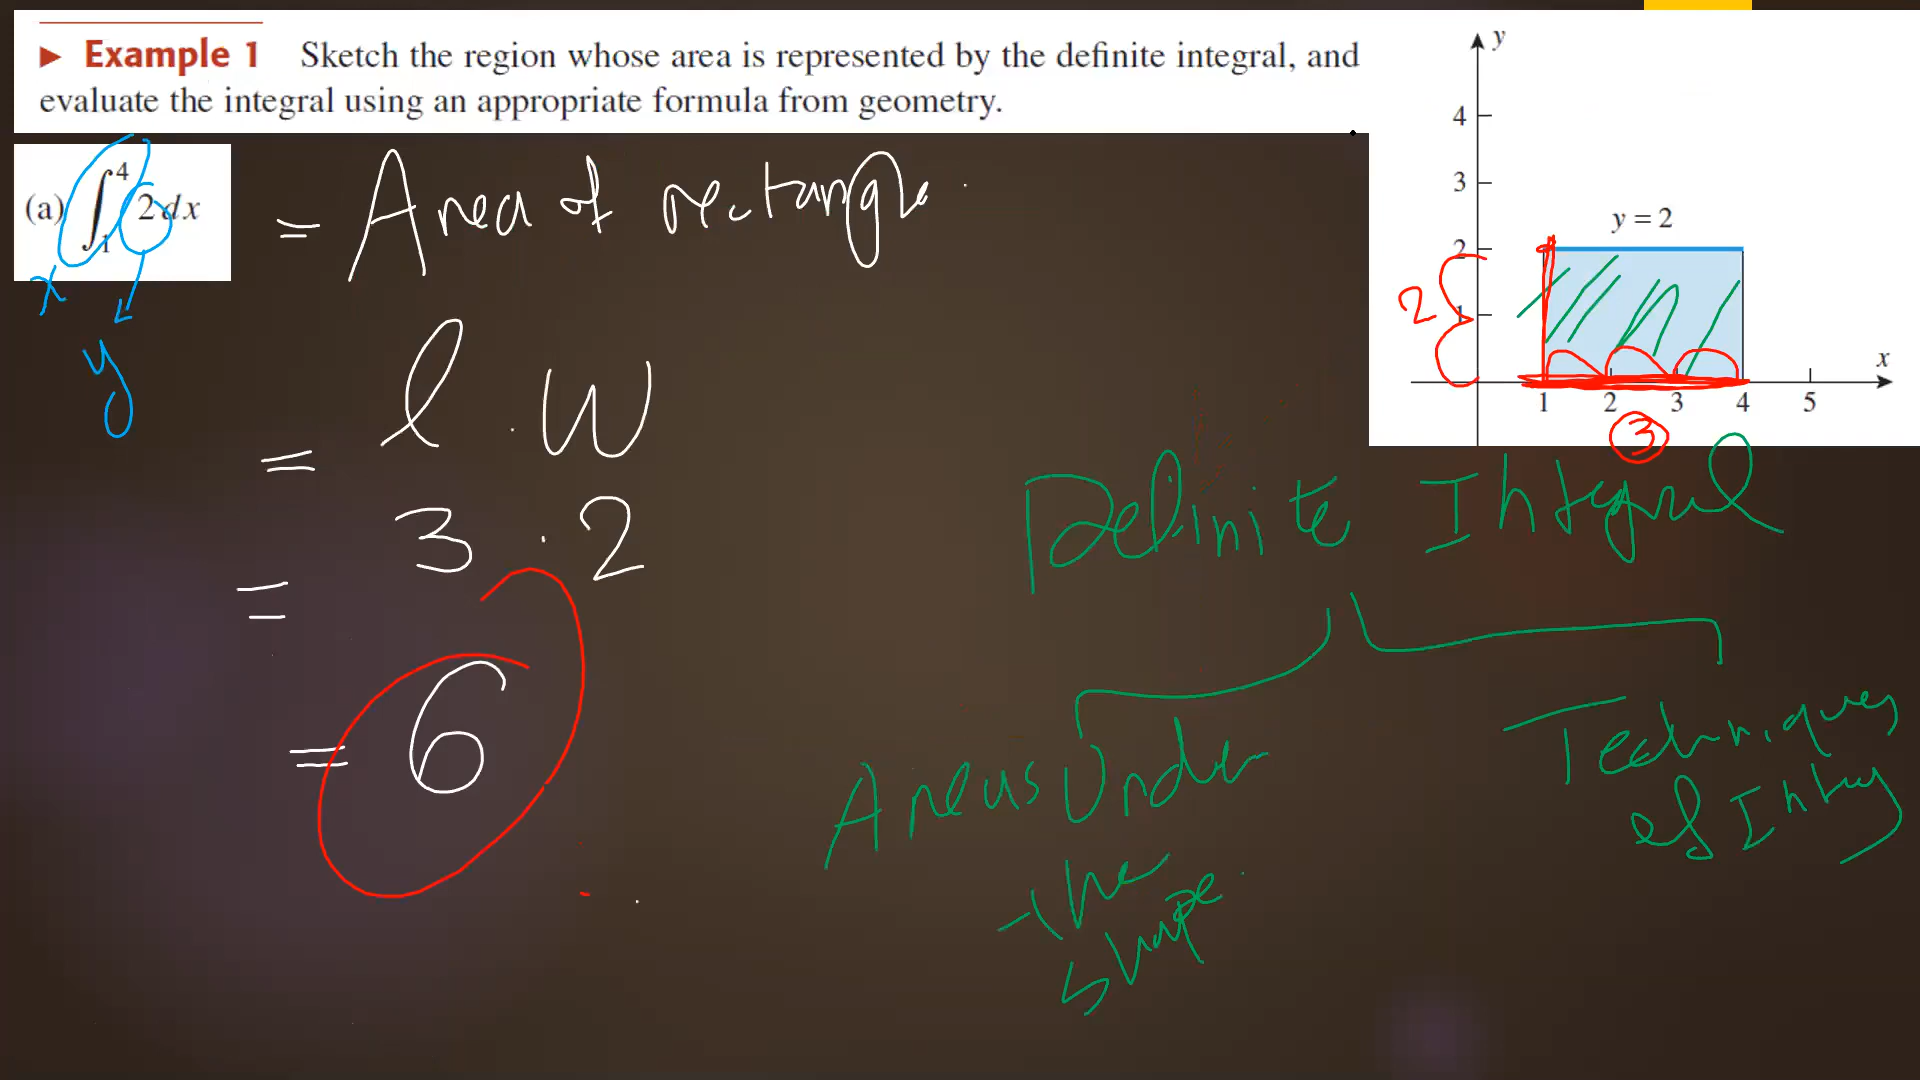 ▶ Example 1 Sketch the region whose area is represented by the definite integral, and
evaluate the integral using an appropriate formula from geometry.
(a) ∫₁⁴ 2 dx
= Area of rectangle.
x
y
= l . w
= 3 . 2
= 6
y
4
3
2
1
y = 2
2
x
1 2 3 4 5
3
Definite Integral
Areas Under
the
shape.
Techniques
of